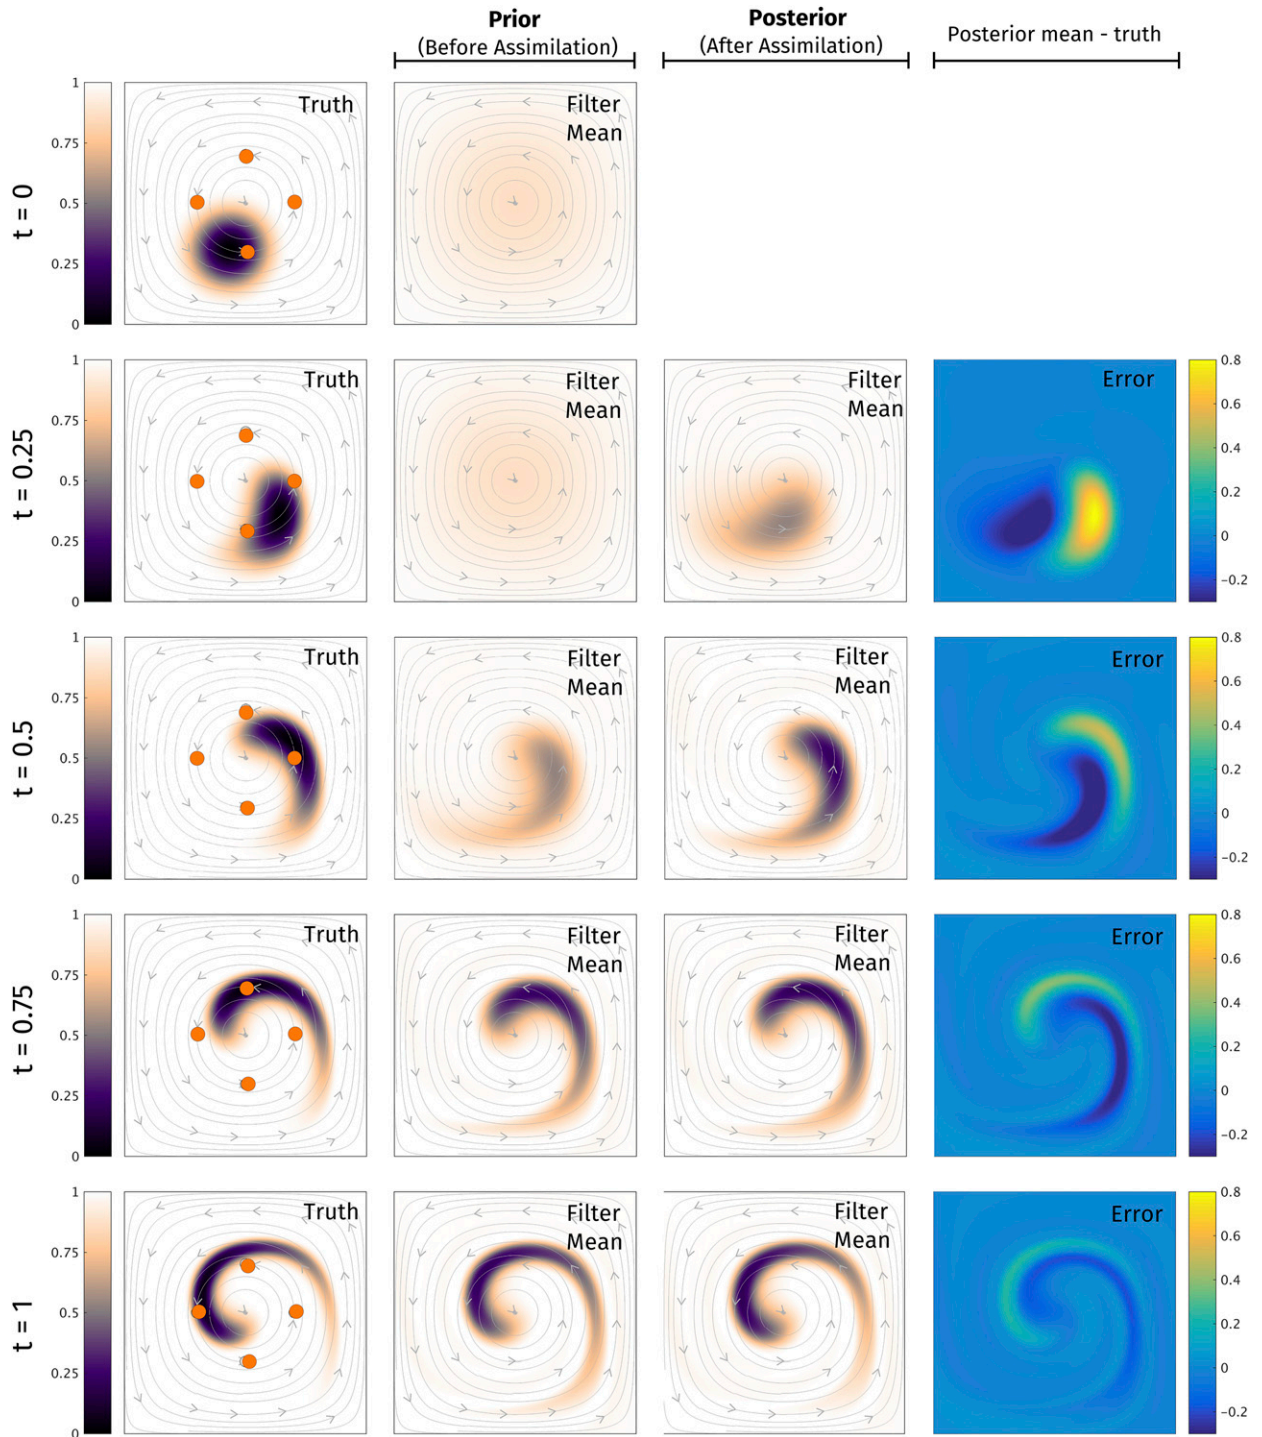 Prior
(Before Assimilation)
Posterior
(After Assimilation)
Posterior mean - truth
t = 0
1
0.75
0.5
0.25
0
Truth
Filter
Mean
t = 0.25
1
0.75
0.5
0.25
0
Truth
Filter
Mean
Filter
Mean
Error
0.8
0.6
0.4
0.2
0
−0.2
t = 0.5
1
0.75
0.5
0.25
0
Truth
Filter
Mean
Filter
Mean
Error
0.8
0.6
0.4
0.2
0
−0.2
t = 0.75
1
0.75
0.5
0.25
0
Truth
Filter
Mean
Filter
Mean
Error
0.8
0.6
0.4
0.2
0
−0.2
t = 1
1
0.75
0.5
0.25
0
Truth
Filter
Mean
Filter
Mean
Error
0.8
0.6
0.4
0.2
0
−0.2